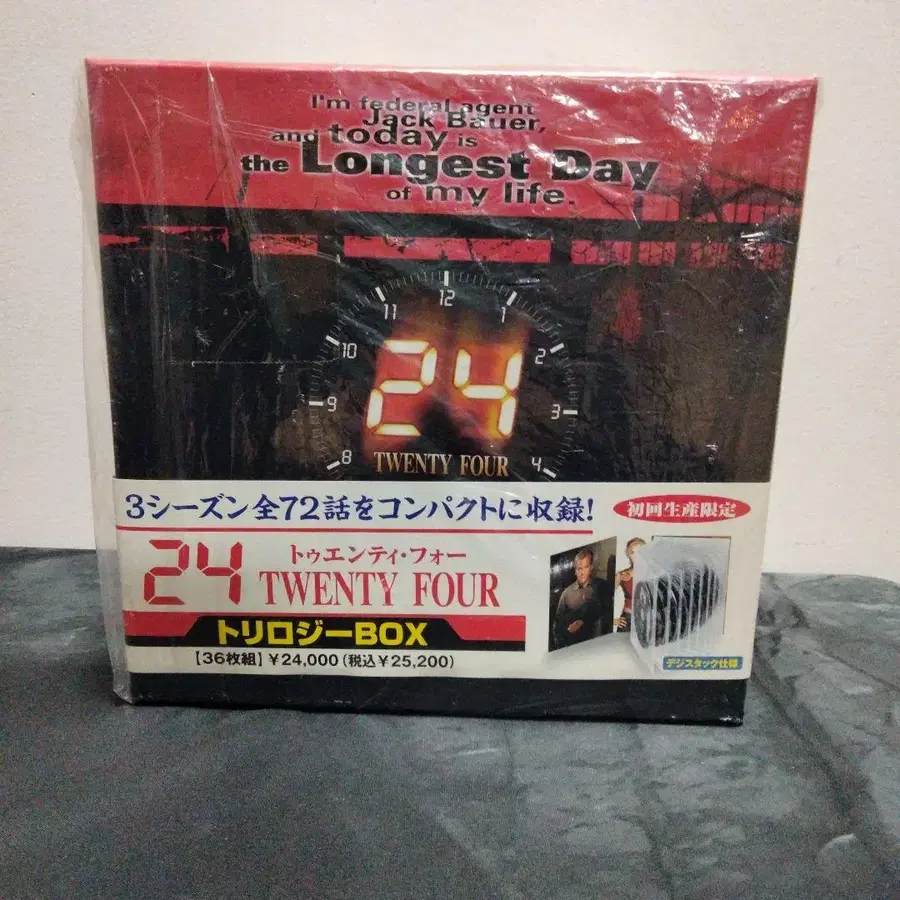 I'm federal agent
Jack Bauer,
and today is
the Longest Day
of my life.
12
11
1
10
2
9
3
8
4
24
TWENTY FOUR
3シーズン全72話をコンパクトに収録!
初回生産限定
24
トゥエンティ・フォー
TWENTY FOUR
トリロジーBOX
【36枚組】¥24,000(税込¥25,200)
デジスタック仕様